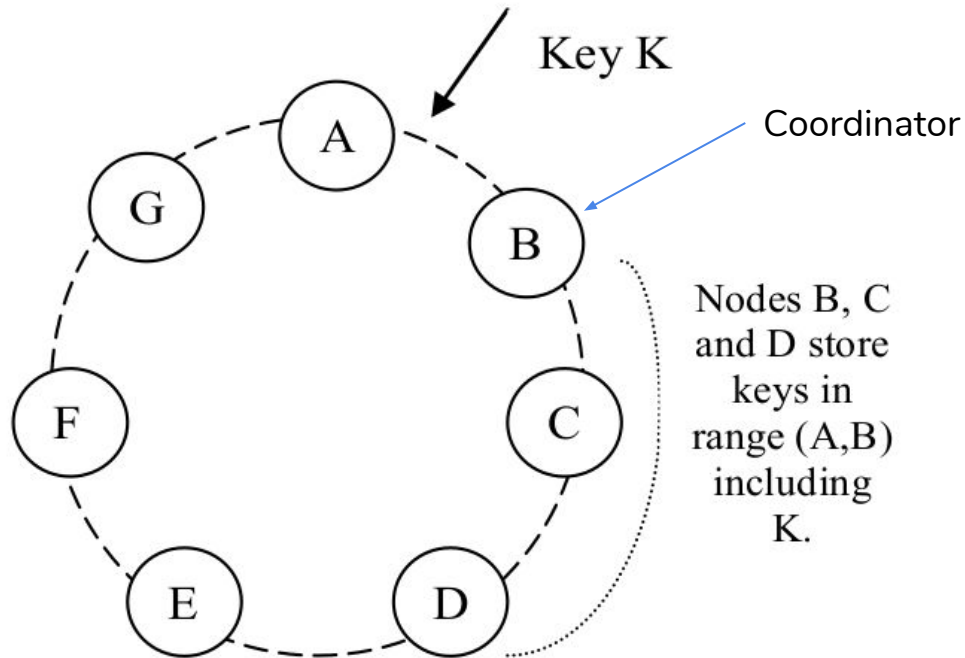 Key K
Coordinator
A
G
B
Nodes B, C
and D store
keys in
range (A,B)
including
K.
F
C
E
D